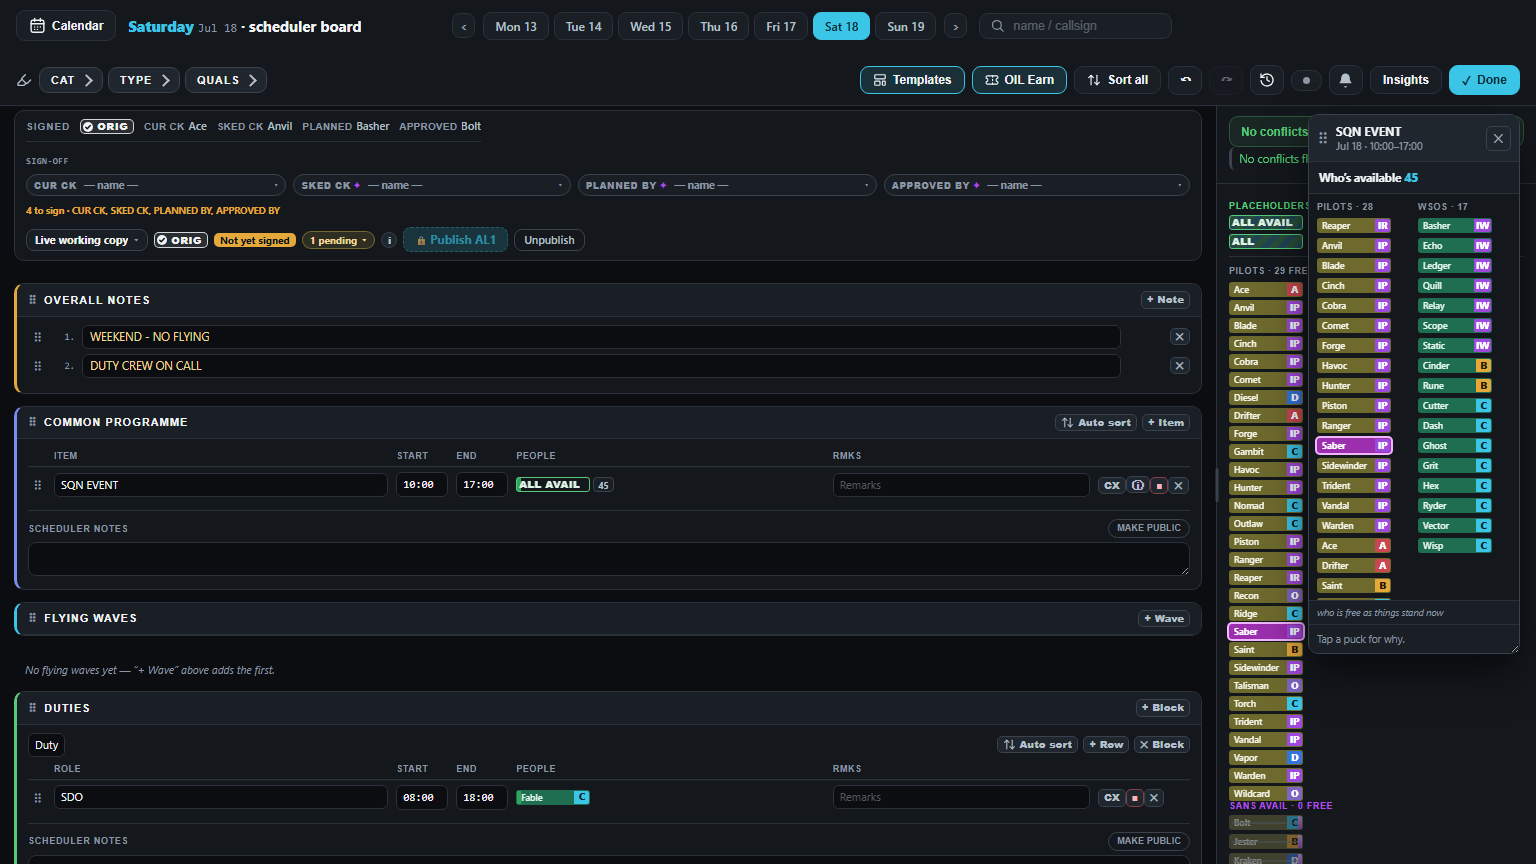 Calendar
Saturday Jul 18 · scheduler board
Mon 13
Tue 14
Wed 15
Thu 16
Fri 17
Sat 18
Sun 19
name / callsign
CAT
TYPE
QUALS
Templates
OIL Earn
Sort all
Insights
✓ Done
SIGNED
ORIG
CUR CK Ace
SKED CK Anvil
PLANNED Basher
APPROVED Bolt
SIGN-OFF
CUR CK — name —
SKED CK ✦ — name —
PLANNED BY ✦ — name —
APPROVED BY ✦ — name —
4 to sign · CUR CK, SKED CK, PLANNED BY, APPROVED BY
Live working copy
ORIG
Not yet signed
1 pending
i
Publish AL1
Unpublish
OVERALL NOTES
+ Note
1. WEEKEND - NO FLYING
2. DUTY CREW ON CALL
COMMON PROGRAMME
Auto sort
+ Item
ITEM START END PEOPLE RMKS
SQN EVENT 10:00 17:00 ALL AVAIL 45 Remarks CX
SCHEDULER NOTES
MAKE PUBLIC
FLYING WAVES
+ Wave
No flying waves yet — "+ Wave" above adds the first.
DUTIES
+ Block
Duty
Auto sort
+ Row
✕ Block
ROLE START END PEOPLE RMKS
SDO 08:00 18:00 Fable C Remarks CX
SCHEDULER NOTES
MAKE PUBLIC
No conflicts
No conflicts fl
PLACEHOLDERS
ALL AVAIL
ALL
PILOTS · 29 FRE
Ace A
Anvil IP
Blade IP
Cinch IP
Cobra IP
Comet IP
Diesel D
Drifter A
Forge IP
Gambit C
Havoc IP
Hunter IP
Nomad C
Outlaw C
Piston IP
Ranger IP
Reaper IR
Recon O
Ridge C
Saber IP
Saint B
Sidewinder IP
Talisman O
Torch C
Trident IP
Vandal IP
Vapor D
Warden IP
Wildcard O
SANS AVAIL · 0 FREE
Bolt C
Jester B
Kraken D
SQN EVENT
Jul 18 · 10:00–17:00
Who's available 45
PILOTS · 28
Reaper IR
Anvil IP
Blade IP
Cinch IP
Cobra IP
Comet IP
Forge IP
Havoc IP
Hunter IP
Piston IP
Ranger IP
Saber IP
Sidewinder IP
Trident IP
Vandal IP
Warden IP
Ace A
Drifter A
Saint B
WSOS · 17
Basher IW
Echo IW
Ledger IW
Quill IW
Relay IW
Scope IW
Static IW
Cinder B
Rune B
Cutter C
Dash C
Ghost C
Grit C
Hex C
Ryder C
Vector C
Wisp C
who is free as things stand now
Tap a puck for why.